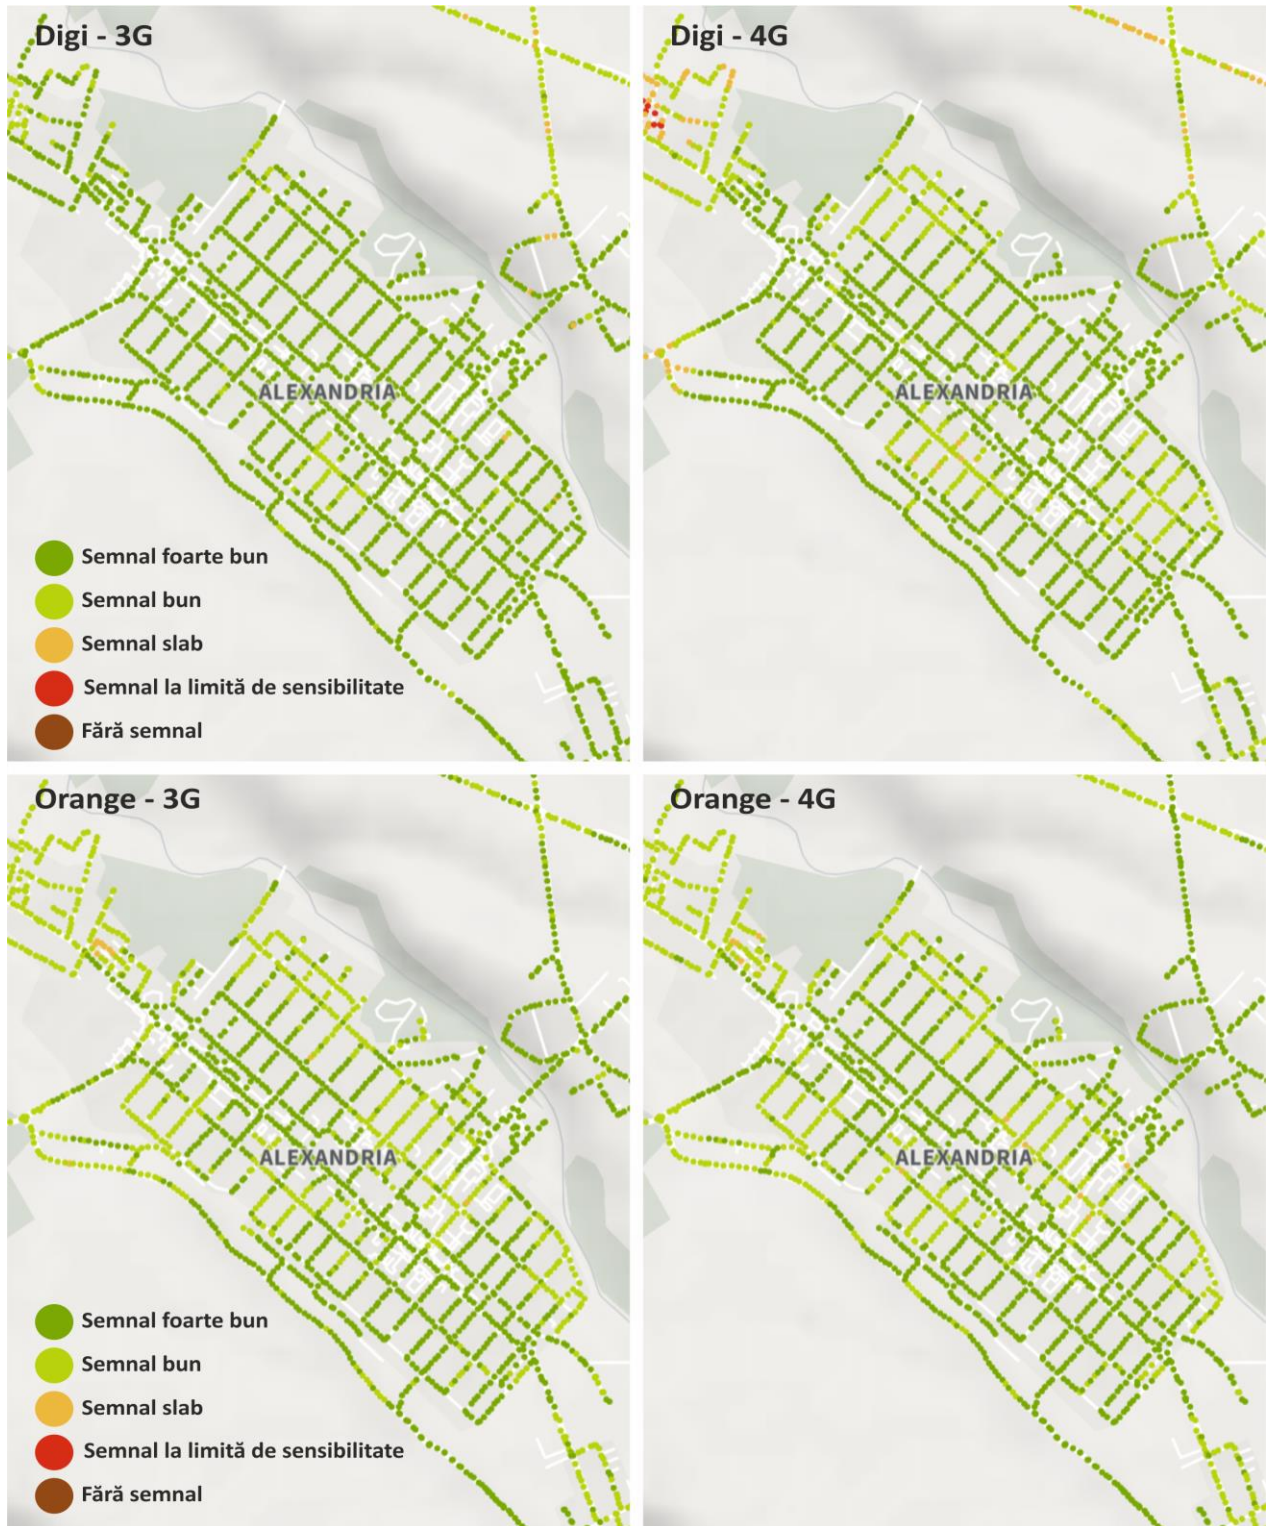 Digi - 3G
Digi - 4G
ALEXANDRIA
ALEXANDRIA
Semnal foarte bun
Semnal bun
Semnal slab
Semnal la limită de sensibilitate
Fără semnal
Orange - 3G
Orange - 4G
ALEXANDRIA
ALEXANDRIA
Semnal foarte bun
Semnal bun
Semnal slab
Semnal la limită de sensibilitate
Fără semnal